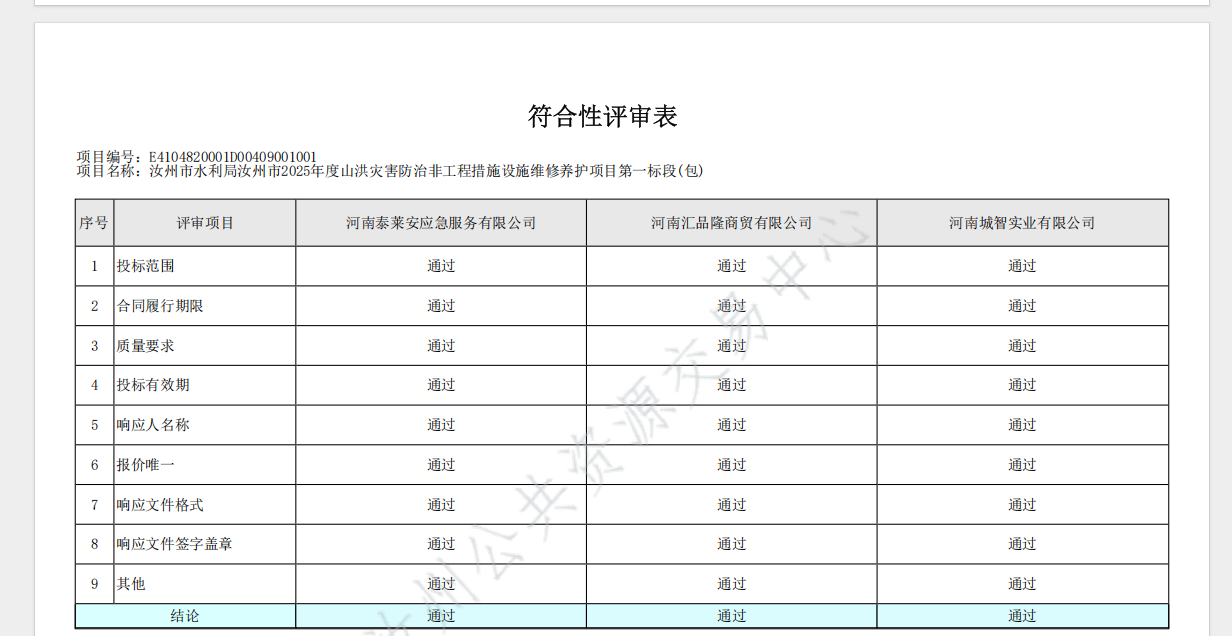 符合性评审表
项目编号：E4104820001D00409001001
项目名称：汝州市水利局汝州市2025年度山洪灾害防治非工程措施设施维修养护项目第一标段(包)
序号 评审项目 河南泰莱安应急服务有限公司 河南汇品隆商贸有限公司 河南城智实业有限公司
1 投标范围 通过 通过 通过
2 合同履行期限 通过 通过 通过
3 质量要求 通过 通过 通过
4 投标有效期 通过 通过 通过
5 响应人名称 通过 通过 通过
6 报价唯一 通过 通过 通过
7 响应文件格式 通过 通过 通过
8 响应文件签字盖章 通过 通过 通过
9 其他 通过 通过 通过
结论 通过 通过 通过
汝州公共资源交易中心